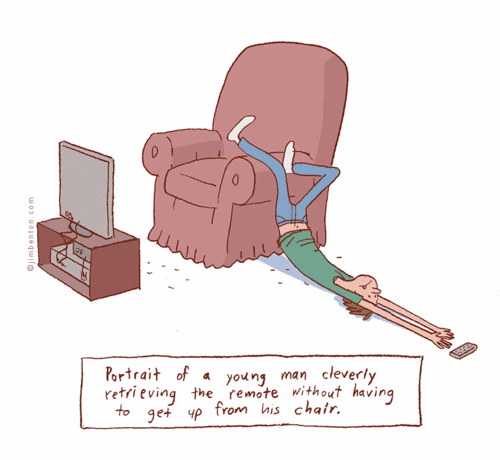 ©jimbenton.com
Portrait of a young man cleverly
retrieving the remote without having
to get up from his chair.